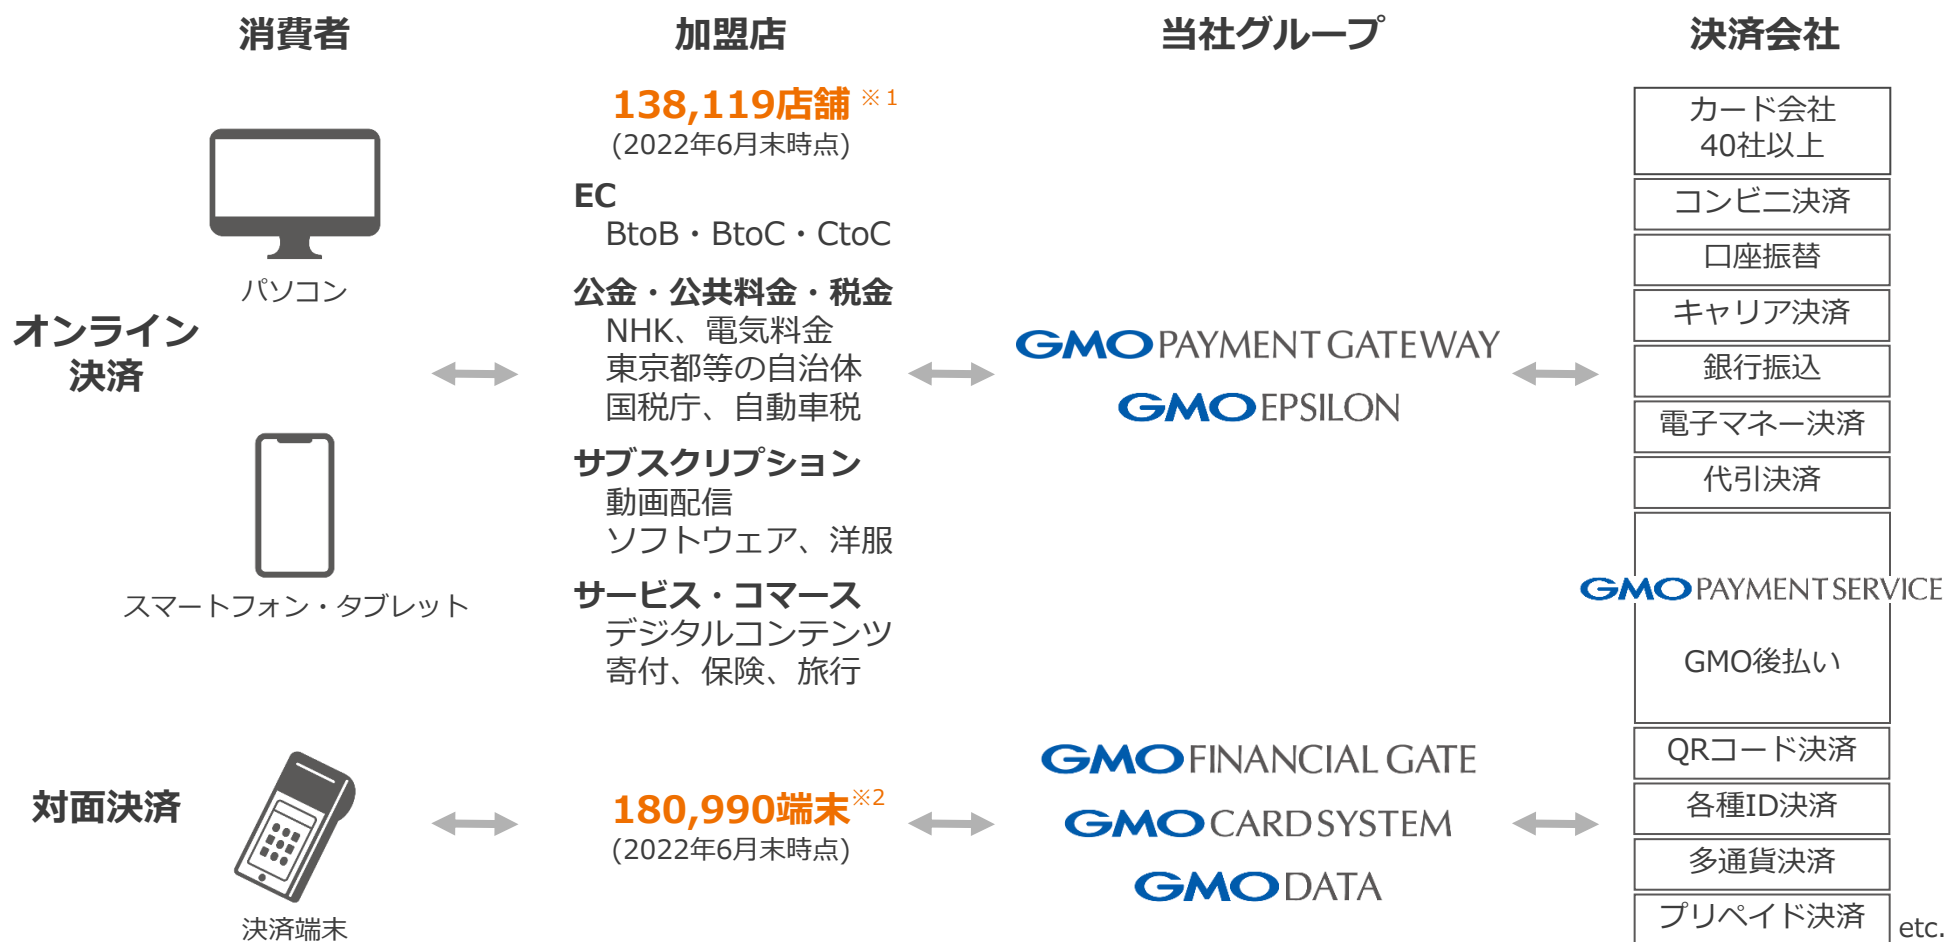 消費者
加盟店
当社グループ
決済会社
138,119店舗 ※1
(2022年6月末時点)
EC
BtoB・BtoC・CtoC
公金・公共料金・税金
NHK、電気料金
東京都等の自治体
国税庁、自動車税
サブスクリプション
動画配信
ソフトウェア、洋服
サービス・コマース
デジタルコンテンツ
寄付、保険、旅行
パソコン
オンライン
決済
スマートフォン・タブレット
GMO PAYMENT GATEWAY
GMO EPSILON
カード会社
40社以上
コンビニ決済
口座振替
キャリア決済
銀行振込
電子マネー決済
代引決済
GMO PAYMENT SERVICE
GMO後払い
対面決済
決済端末
180,990端末※2
(2022年6月末時点)
GMO FINANCIAL GATE
GMO CARD SYSTEM
GMO DATA
QRコード決済
各種ID決済
多通貨決済
プリペイド決済
etc.